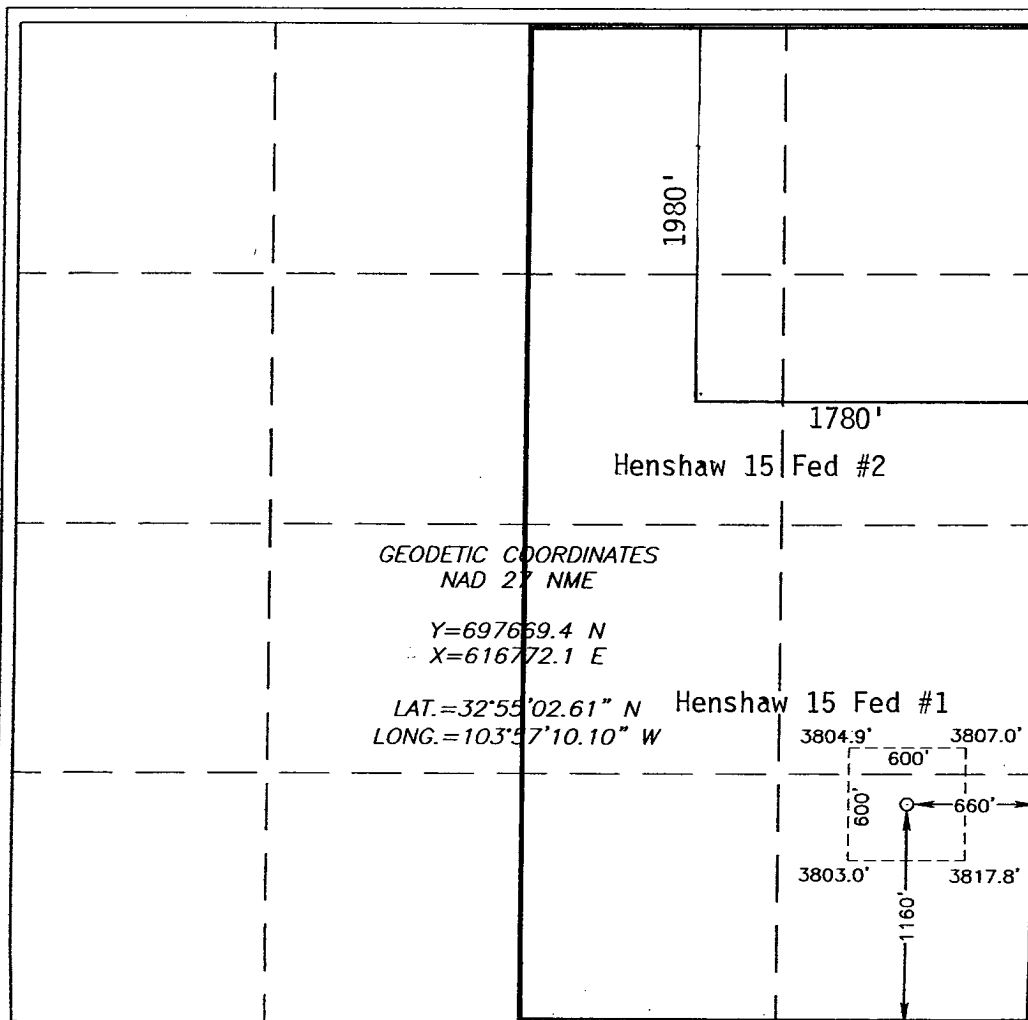 1980'
1780'
Henshaw 15 Fed #2
GEODETIC COORDINATES
NAD 27 NME
Y=697669.4 N
X=616772.1 E
LAT.=32°55'02.61" N
LONG.=103°57'10.10" W
Henshaw 15 Fed #1
3804.9' 3807.0'
600'
600'
660'
3803.0' 3817.8'
1160'